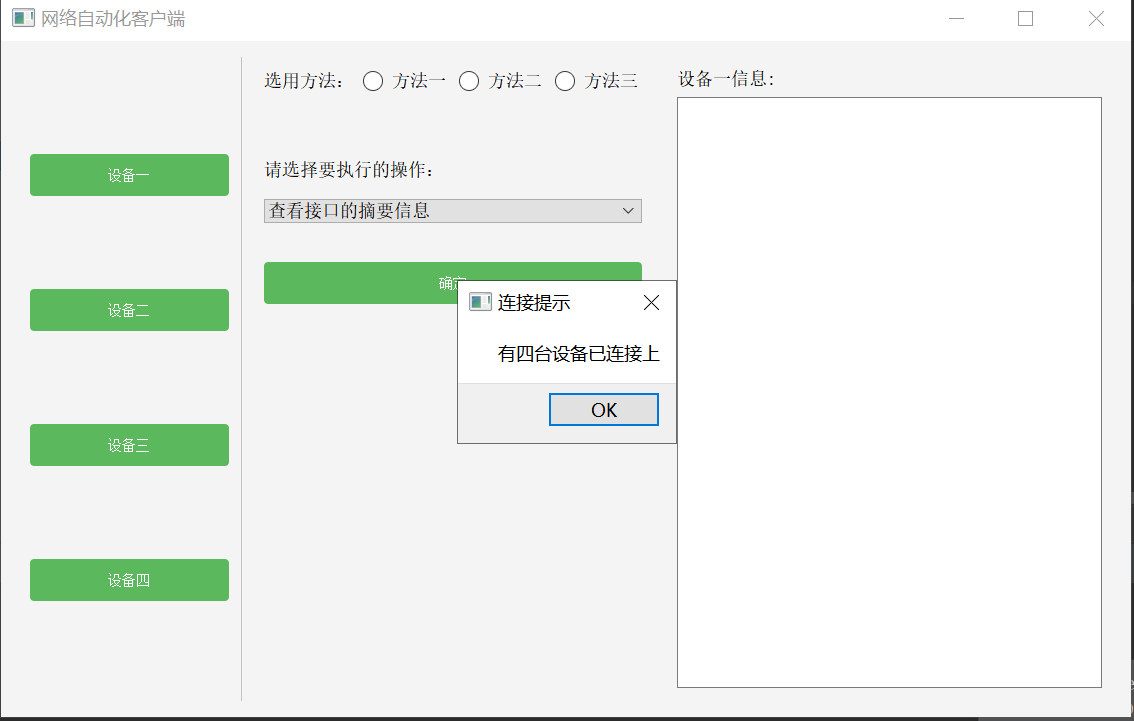 网络自动化客户端
设备一
设备二
设备三
设备四
选用方法： 方法一 方法二 方法三
请选择要执行的操作：
查看接口的摘要信息
确定
设备一信息：
连接提示
有四台设备已连接上
OK